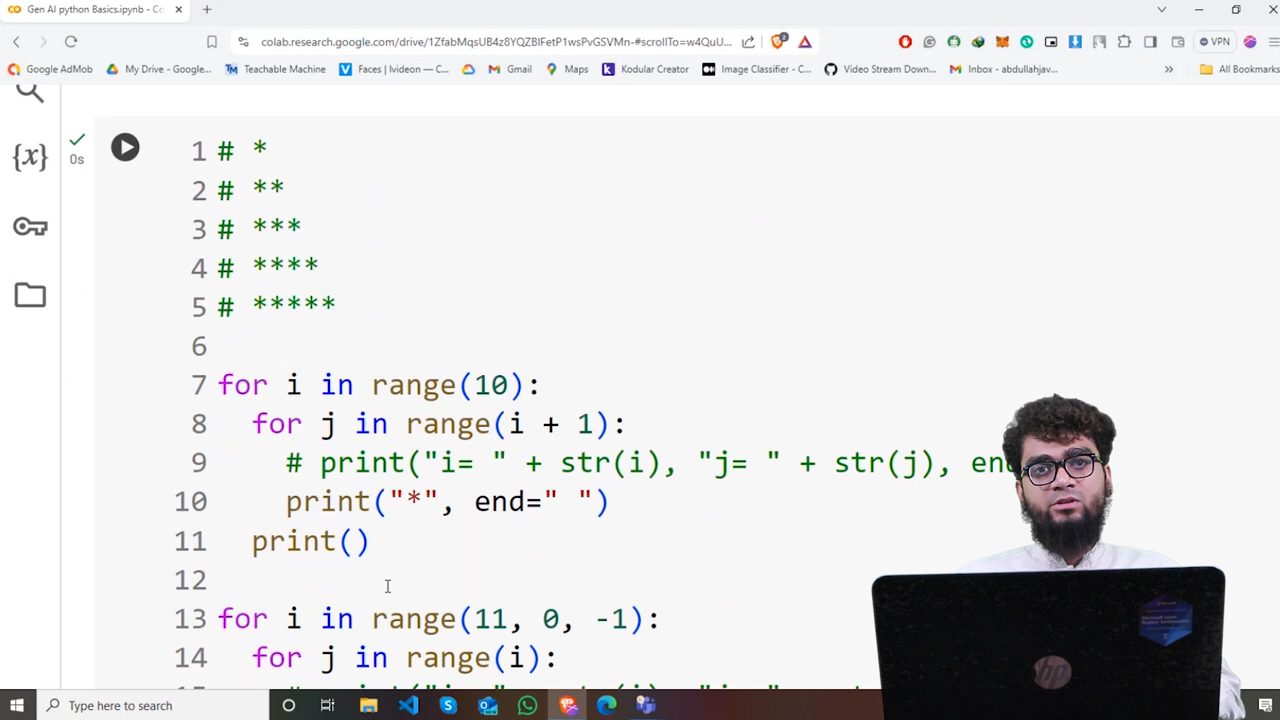 Gen AI python Basics.ipynb - Co
colab.research.google.com/drive/1ZfabMqsUB4z8YQZBlFetP1wsPvGSVMn-#scrollTo=w4QuU...
VPN
Google AdMob
My Drive - Google...
Teachable Machine
Faces | Ivideon — C...
Gmail
Maps
Kodular Creator
Image Classifier - C...
Video Stream Down...
Inbox - abdullahjav...
»
All Bookmarks
{x}
0s
1 # *
2 # **
3 # ***
4 # ****
5 # *****
6
7 for i in range(10):
8 for j in range(i + 1):
9 # print("i= " + str(i), "j= " + str(j), en
10 print("*", end=" ")
11 print()
12
13 for i in range(11, 0, -1):
14 for j in range(i):
hp
Type here to search